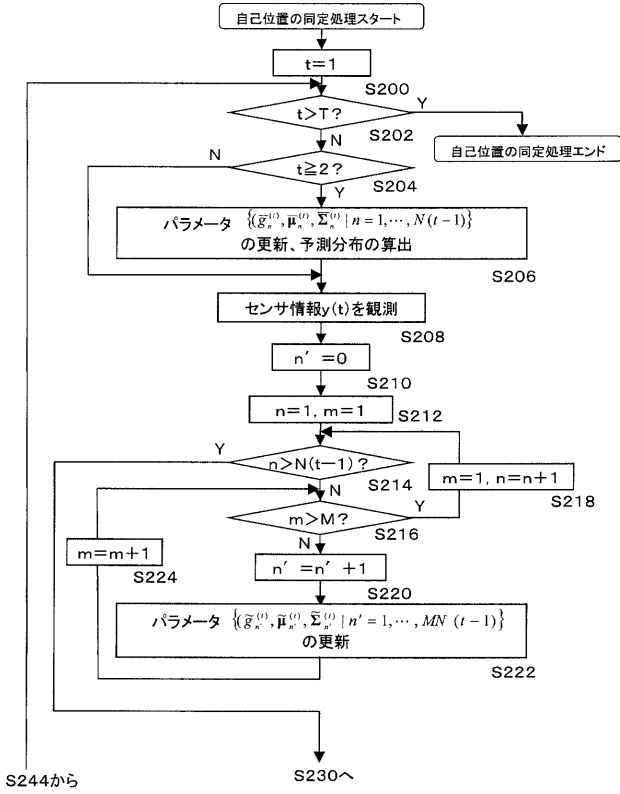 自己位置の同定処理スタート
t=1
S200
t>T?
Y
S202
N
自己位置の同定処理エンド
N
t≧2?
S204
Y
パラメータ {(g̅ₙ⁽ᵗ⁾, μ̅ₙ⁽ᵗ⁾, Σ̅ₙ⁽ᵗ⁾ | n = 1, ⋯, N(t−1)}
の更新、予測分布の算出
S206
センサ情報y(t)を観測
S208
n′ =0
S210
n=1, m=1
S212
Y
n>N(t−1)?
S214
N
m=1, n=n+1
S218
m>M?
Y
S216
N
m=m+1
S224
n′=n′ +1
S220
パラメータ {(g̃ₙ′⁽ᵗ⁾, μ̃ₙ′⁽ᵗ⁾, Σ̃ₙ′⁽ᵗ⁾ | n′ = 1, ⋯, MN (t−1)}
の更新
S222
S244から
S230へ